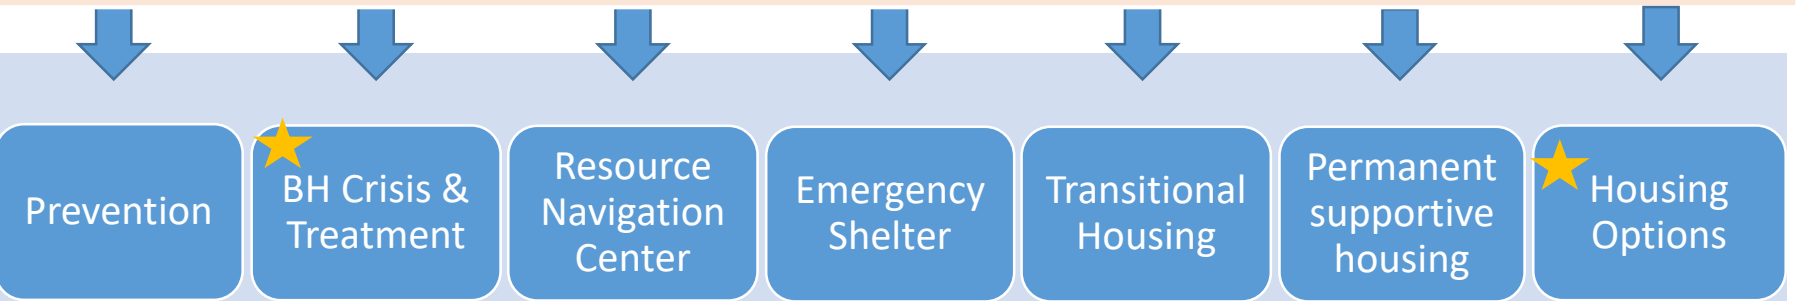 Prevention
BH Crisis &
Treatment
Resource
Navigation
Center
Emergency
Shelter
Transitional
Housing
Permanent
supportive
housing
Housing
Options